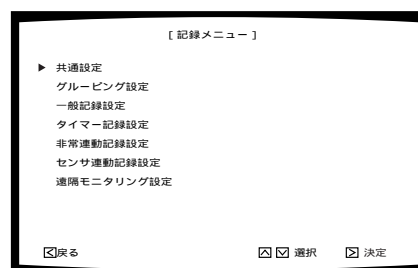 [記録メニュー]
▶ 共通設定
グルーピング設定
一般記録設定
タイマー記録設定
非常連動記録設定
センサ連動記録設定
遠隔モニタリング設定
戻る 選択 決定